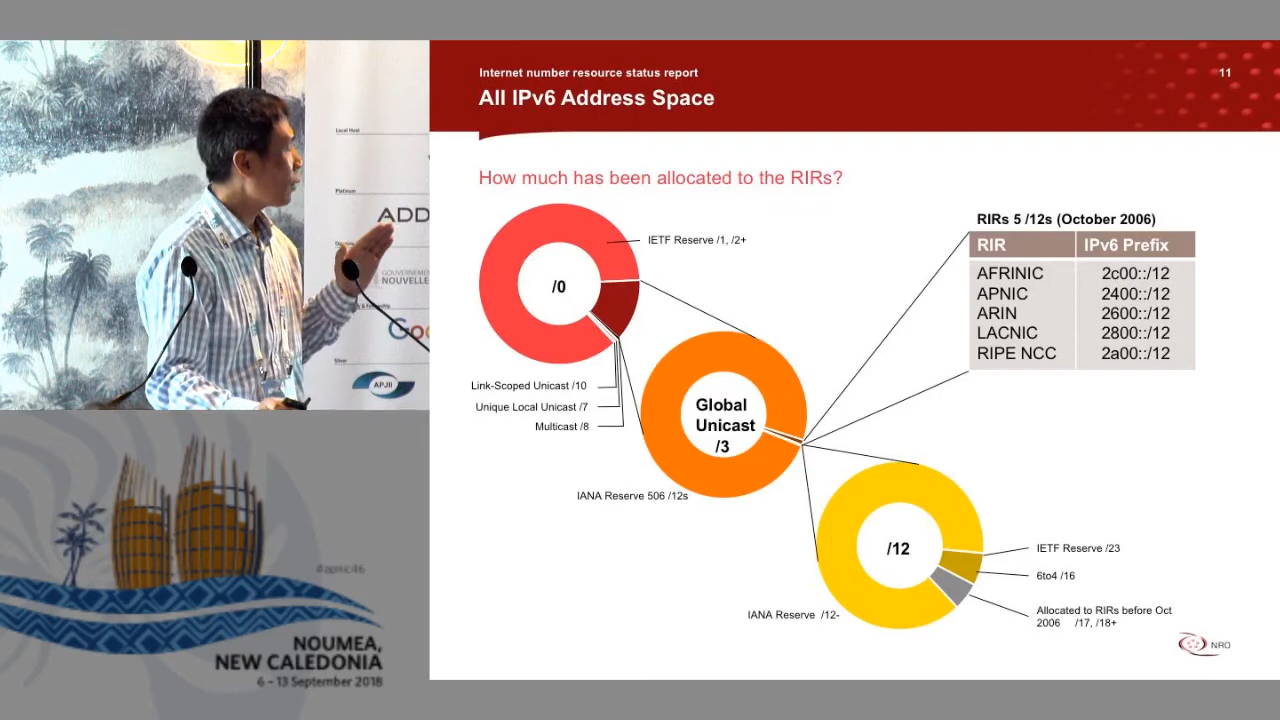 Internet number resource status report
11
All IPv6 Address Space
How much has been allocated to the RIRs?
IETF Reserve /1, /2+
/0
Link-Scoped Unicast /10
Unique Local Unicast /7
Multicast /8
Global
Unicast
/3
IANA Reserve 506 /12s
RIRs 5 /12s (October 2006)
RIR IPv6 Prefix
AFRINIC 2c00::/12
APNIC 2400::/12
ARIN 2600::/12
LACNIC 2800::/12
RIPE NCC 2a00::/12
/12
IETF Reserve /23
6to4 /16
Allocated to RIRs before Oct
2006 /17, /18+
IANA Reserve /12-
NRO
Local Host
Platinum
ADD
GOUVERNEMEN
NOUVELLE
Goo
Silver
APJII
#apnic46
NOUMEA,
NEW CALEDONIA
6 – 13 September 2018